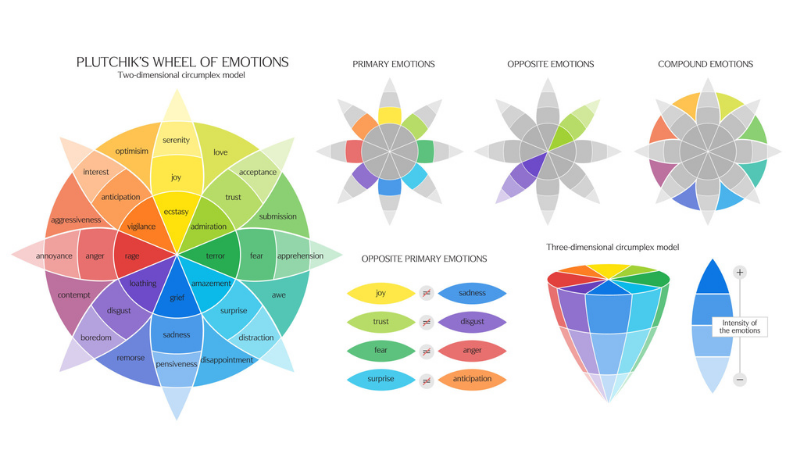 PLUTCHIK'S WHEEL OF EMOTIONS
Two-dimensional circumplex model
serenity
optimisim
love
interest
acceptance
joy
anticipation
trust
aggressiveness
submission
ecstasy
vigilance
admiration
annoyance
anger
rage
terror
fear
apprehension
loathing
amazement
grief
contempt
awe
disgust
surprise
boredom
sadness
distraction
remorse
pensiveness
disappointment
PRIMARY EMOTIONS
OPPOSITE EMOTIONS
COMPOUND EMOTIONS
OPPOSITE PRIMARY EMOTIONS
joy ≠ sadness
trust ≠ disgust
fear ≠ anger
surprise ≠ anticipation
Three-dimensional circumplex model
+
Intensity of
the emotions
−